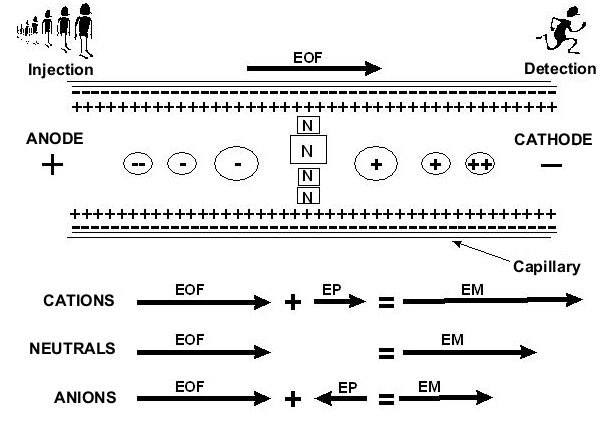 EOF
Injection Detection
----------------------------------------------------------------
++++++++++++++++++++++++++++++++++++++++++++++++
N
ANODE CATHODE
+ -- - - N + + ++ −
N
N
++++++++++++++++++++++++++++++++++++++++++++++++
----------------------------------------------------------------
Capillary
CATIONS EOF + EP = EM
NEUTRALS EOF = EM
ANIONS EOF + EP = EM